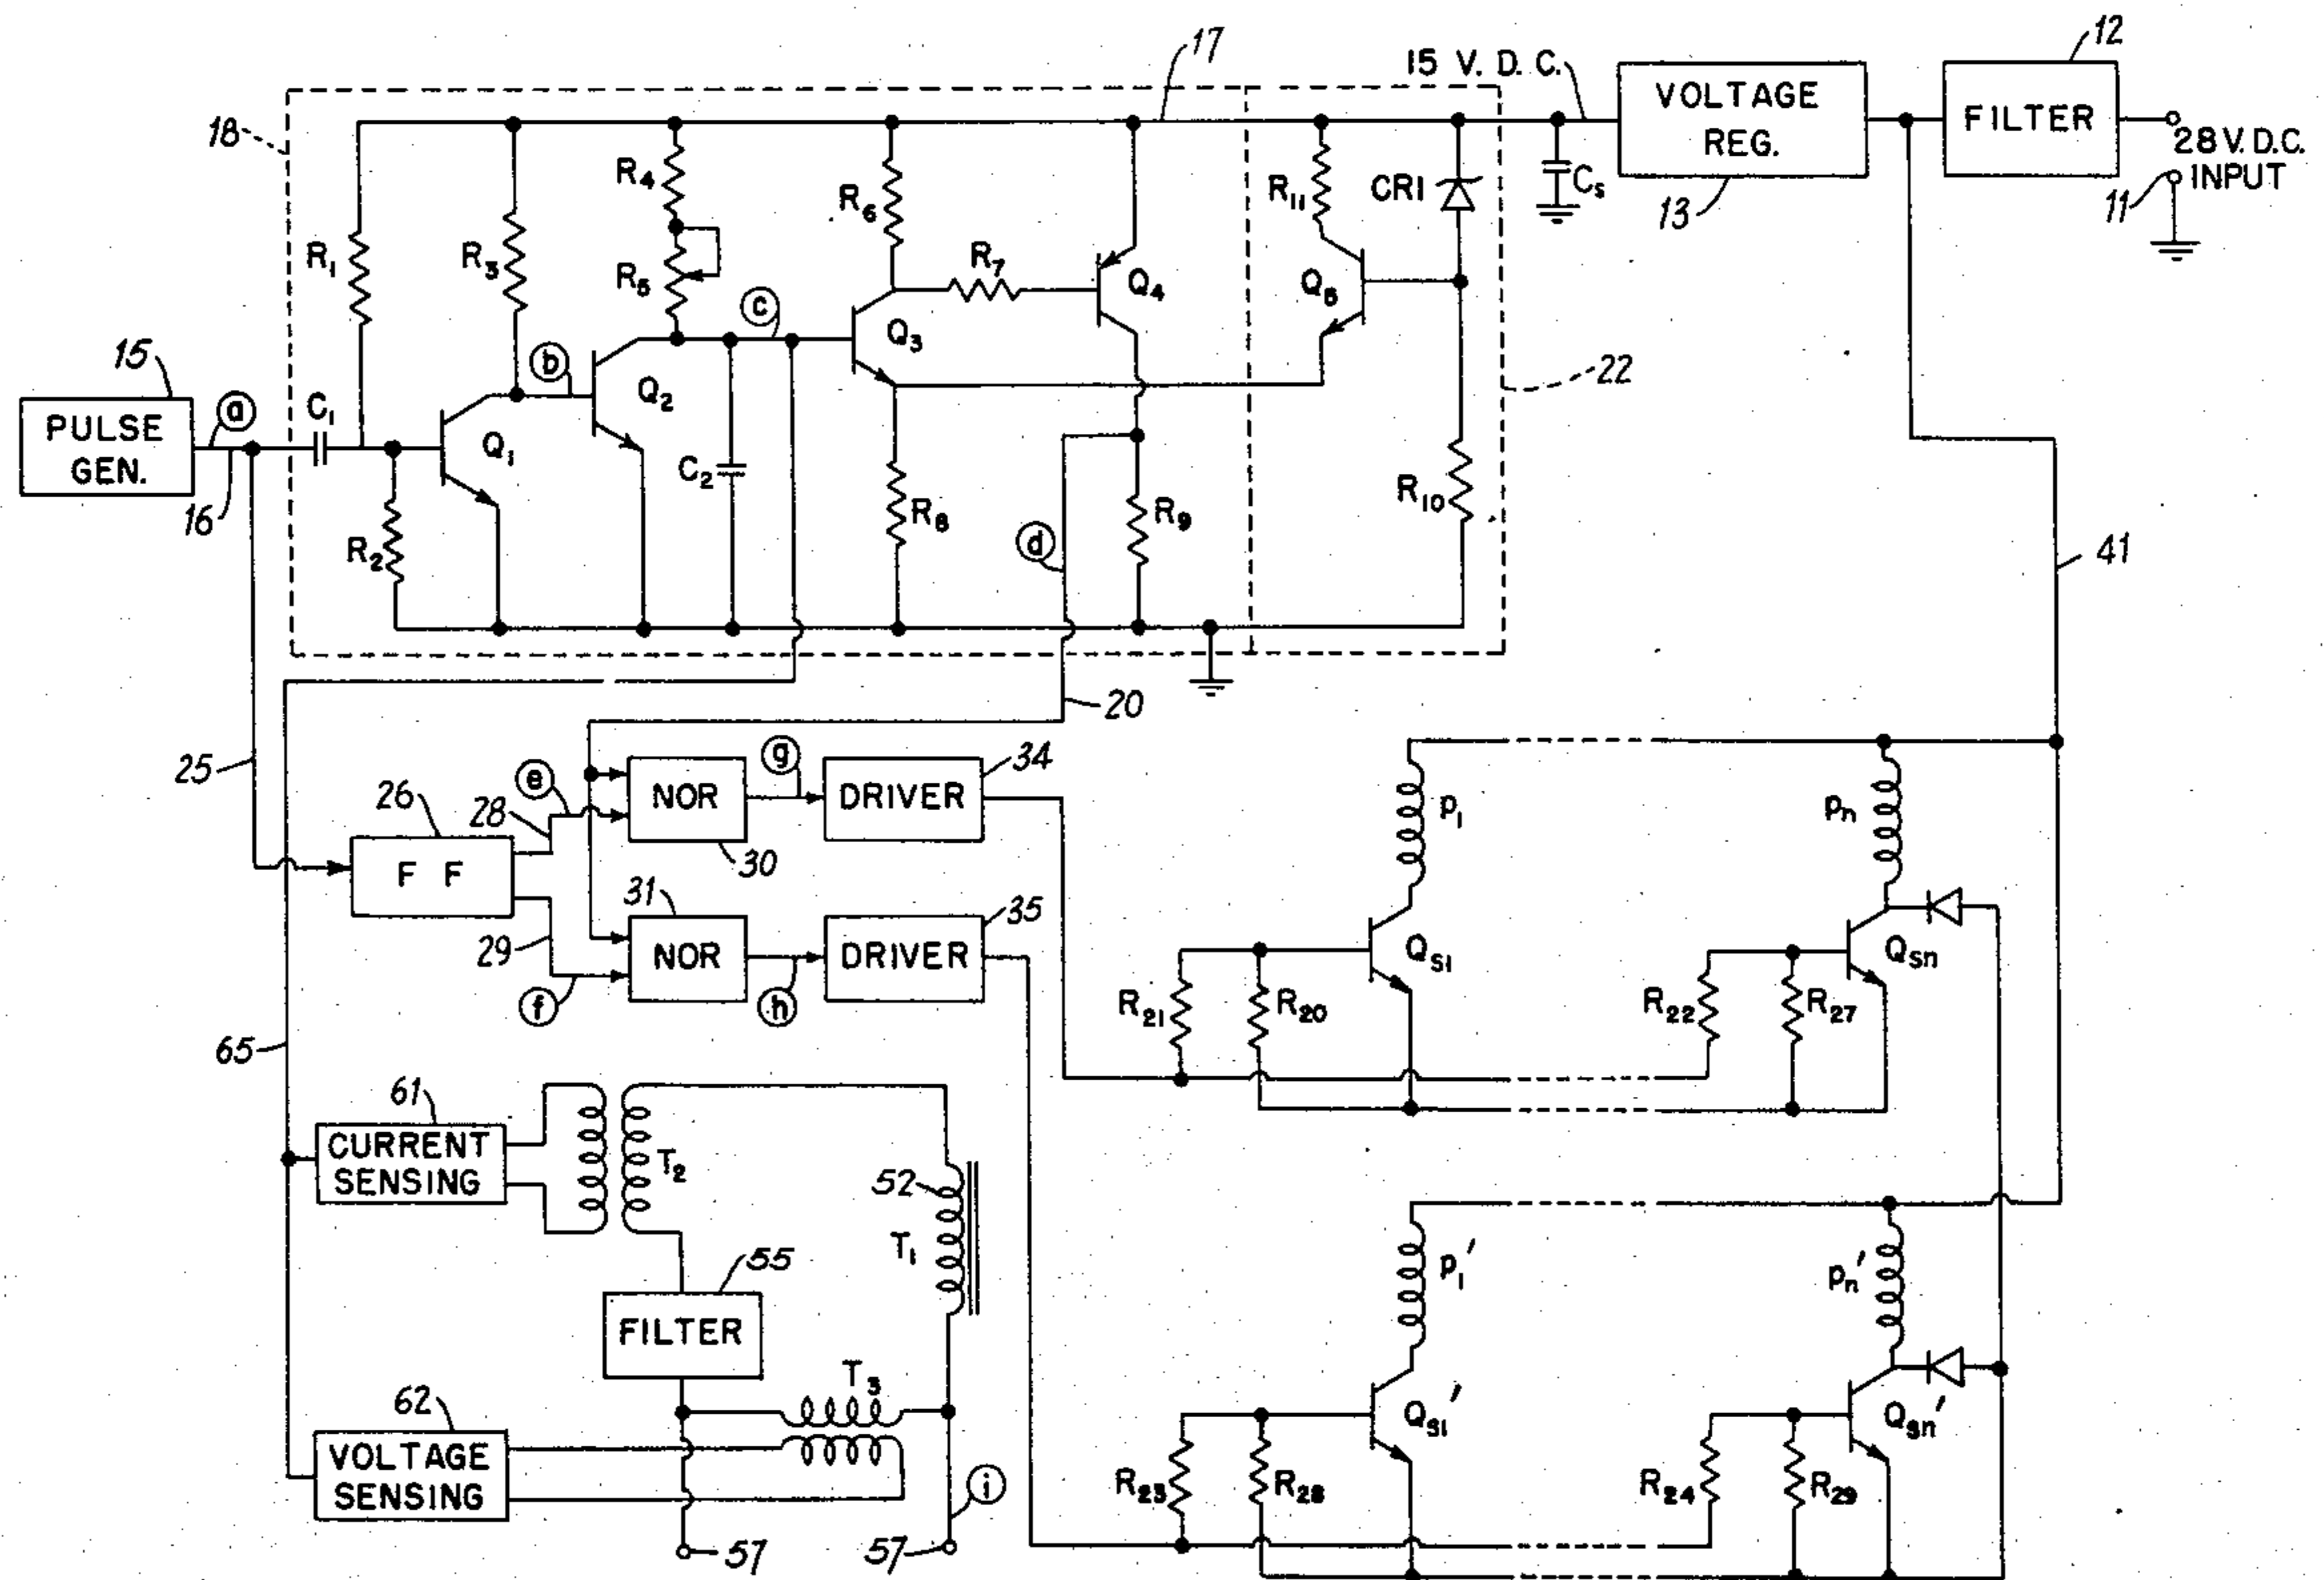 17
15 V. D. C.
12
VOLTAGE
REG.
FILTER
28 V. D.C.
INPUT
11
13
18
R1
R3
R4
R5
R6
R7
Q4
R11
CR1
Cs
Q5
Q3
15
PULSE
GEN.
a
16
C1
b
c
Q1
Q2
C2
R2
R8
d
R9
R10
22
41
20
25
26
F F
28
e
29
f
NOR
30
31
NOR
g
h
DRIVER
34
DRIVER
35
P1
Pn
QS1
QSn
R21
R20
R22
R27
65
61
CURRENT
SENSING
T2
52
T1
55
FILTER
T3
62
VOLTAGE
SENSING
i
57
57
P1'
Pn'
QS1'
QSn'
R23
R28
R24
R29